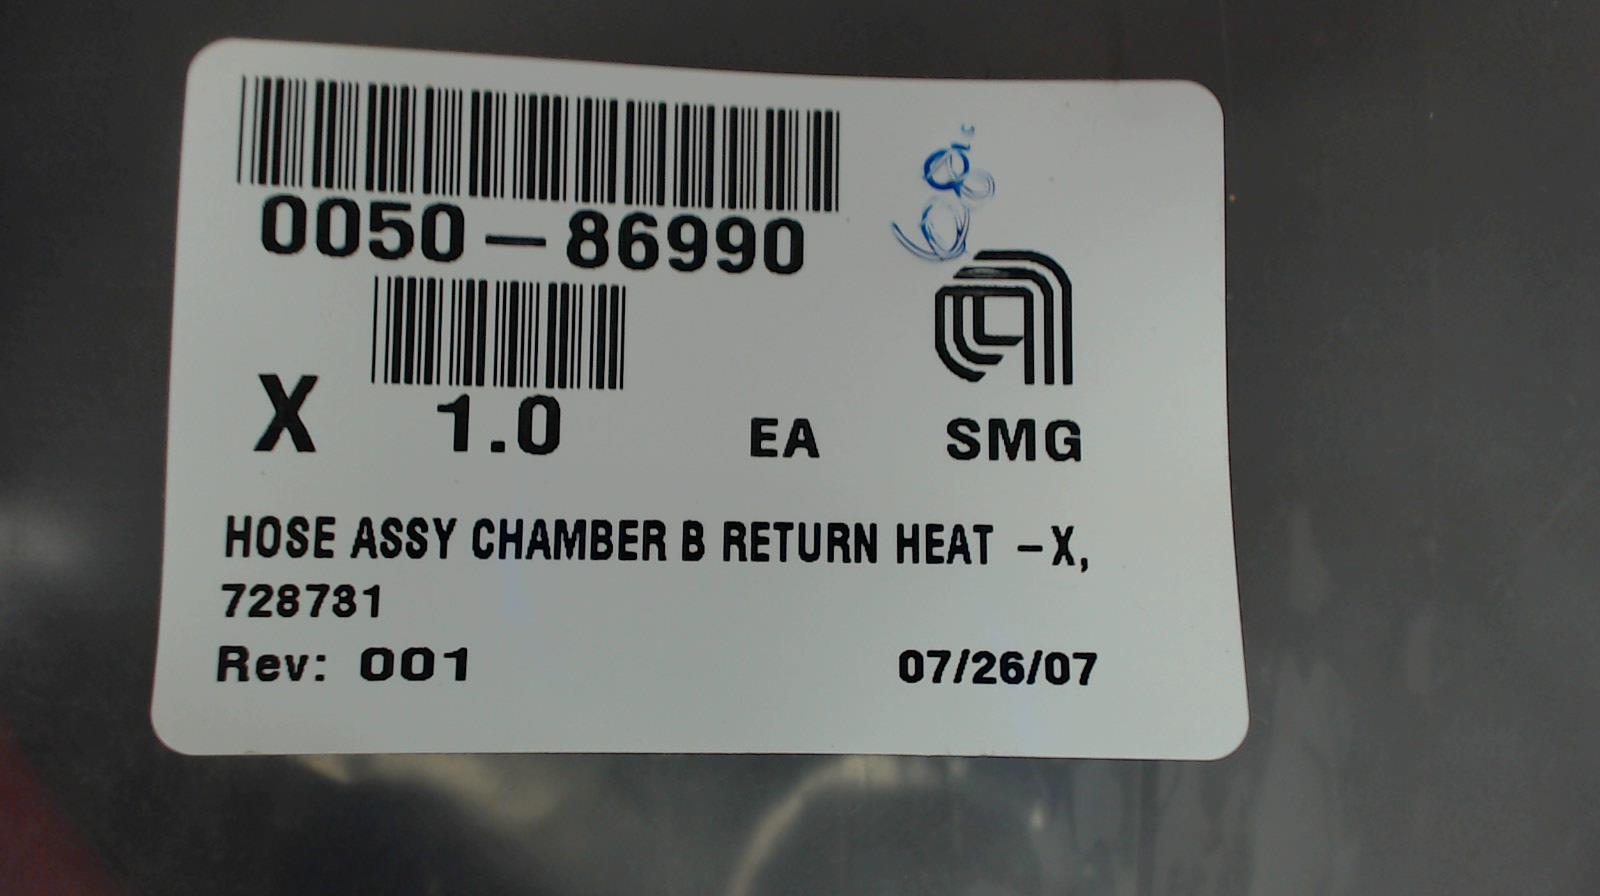 0050-86990
X 1.0 EA SMG
HOSE ASSY CHAMBER B RETURN HEAT -X,
728781
Rev: 001 07/26/07